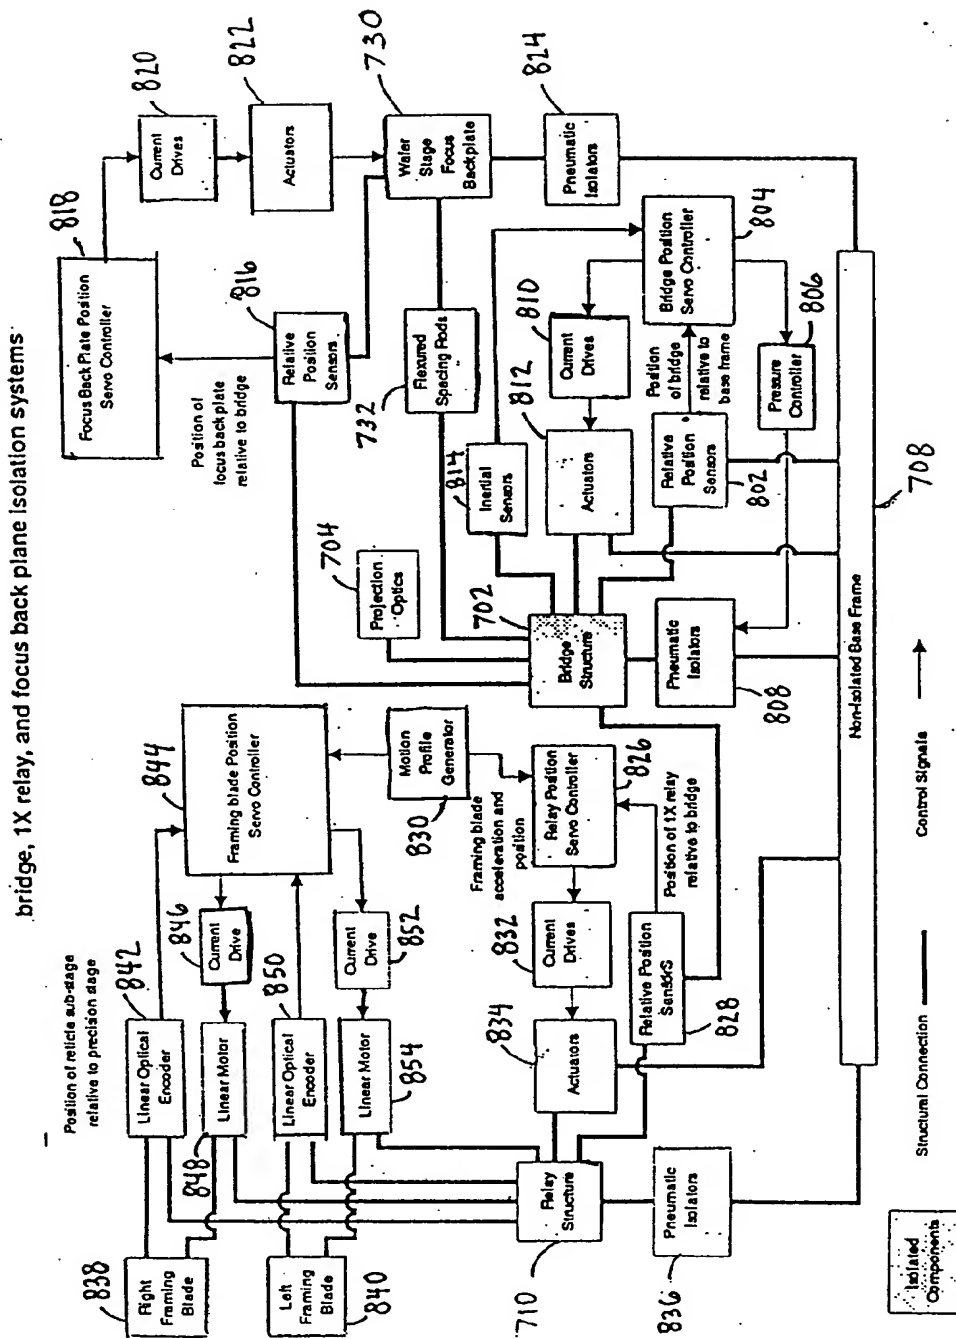 bridge, 1X relay, and focus back plane isolation systems
Position of reticle sub-stage
relative to precision stage
838
Right
Framing
Blade
842
Linear Optical
Encoder
848
Linear Motor
846
Current
Drive
844
Framing blade Position
Servo Controller
840
Left
Framing
Blade
850
Linear Optical
Encoder
854
Linear Motor
852
Current
Drive
830
Motion
Profile
Generator
Framing blade
acceleration and
position
710
Relay
Structure
834
Actuators
832
Current
Drives
826
Relay Position
Servo Controller
Position of 1X relay
relative to bridge
828
Relative Position
SensorS
836
Pneumatic
Isolators
818
Focus Back Plate Position
Servo Controller
820
Current
Drives
822
Actuators
730
Wafer
Stage
Focus
Backplate
824
Pneumatic
Isolators
Position of
focus back plate
relative to bridge
816
Relative
Position
Sensors
732
Flexured
Spacing Rods
704
Projection
Optics
702
Bridge
Structure
814
Inertial
Sensors
812
Actuators
810
Current
Drives
804
Bridge Position
Servo Controller
Position
of bridge
relative to
base frame
802
Relative
Position
Sensors
806
Pressure
Controller
808
Pneumatic
Isolators
708
Non-Isolated Base Frame
Isolated
Components
Structural Connection
Control Signals